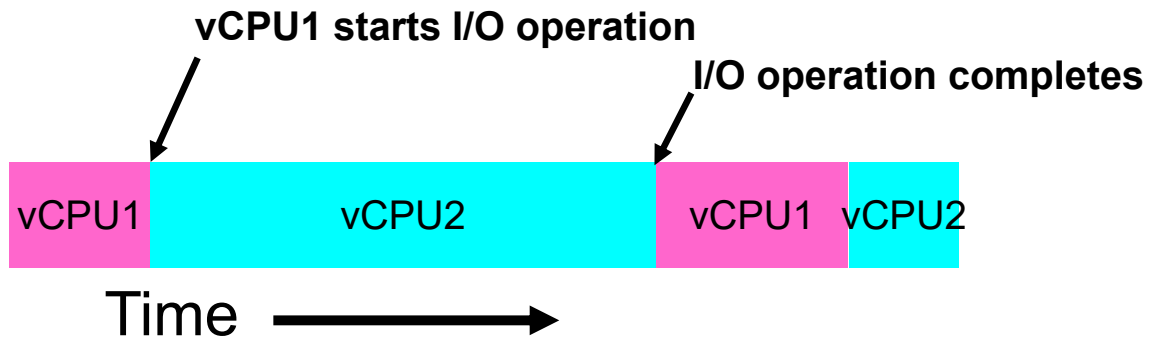 vCPU1 starts I/O operation
I/O operation completes
vCPU1 vCPU2 vCPU1 vCPU2
Time